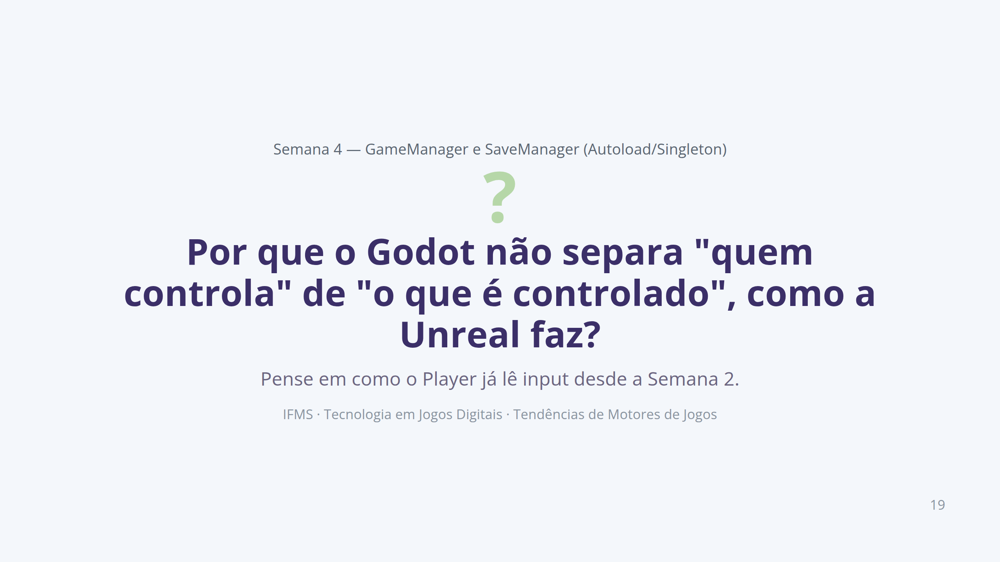 Semana 4 — GameManager e SaveManager (Autoload/Singleton)
?
Por que o Godot não separa "quem
controla" de "o que é controlado", como a
Unreal faz?
Pense em como o Player já lê input desde a Semana 2.
IFMS · Tecnologia em Jogos Digitais · Tendências de Motores de Jogos
19